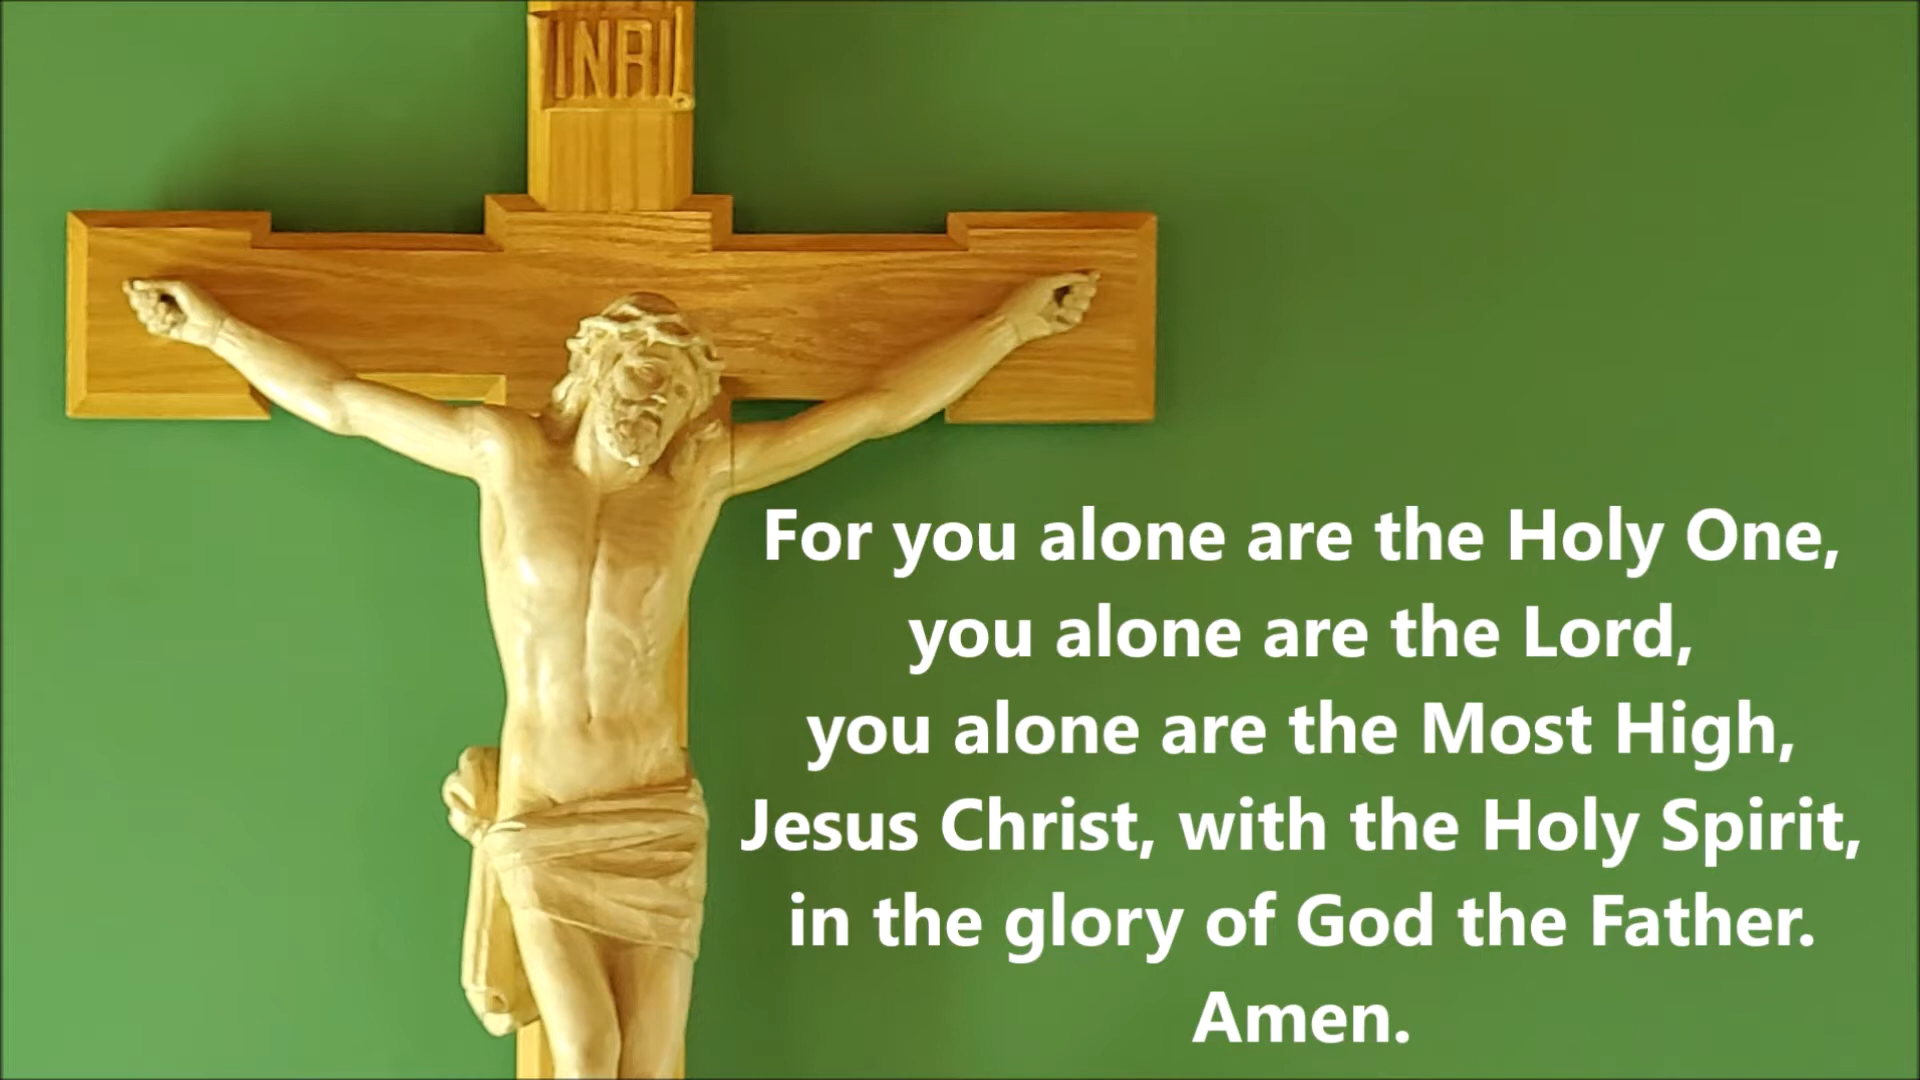 INRI
For you alone are the Holy One,
you alone are the Lord,
you alone are the Most High,
Jesus Christ, with the Holy Spirit,
in the glory of God the Father.
Amen.